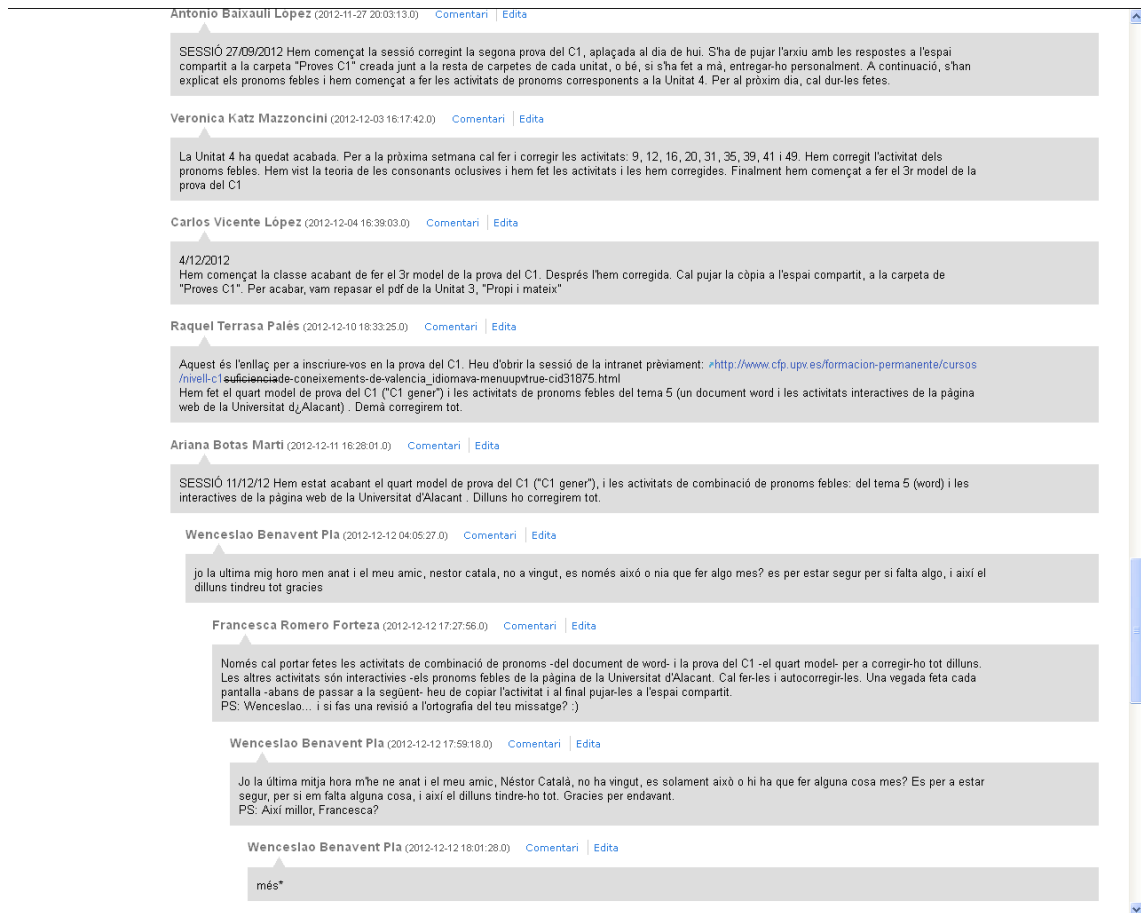 Antonio Baixauli López (2012-11-27 20:03:13.0) Comentari Edita
SESSIÓ 27/09/2012 Hem començat la sessió corregint la segona prova del C1, aplaçada al dia de hui. S'ha de pujar l'arxiu amb les respostes a l'espai
compartit a la carpeta "Proves C1" creada junt a la resta de carpetes de cada unitat, o bé, si s'ha fet a mà, entregar-ho personalment. A continuació, s'han
explicat els pronoms febles i hem començat a fer les activitats de pronoms corresponents a la Unitat 4. Per al pròxim dia, cal dur-les fetes.
Veronica Katz Mazzoncini (2012-12-03 16:17:42.0) Comentari Edita
La Unitat 4 ha quedat acabada. Per a la pròxima setmana cal fer i corregir les activitats: 9, 12, 16, 20, 31, 35, 39, 41 i 49. Hem corregit l'activitat dels
pronoms febles. Hem vist la teoria de les consonants oclusives i hem fet les activitats i les hem corregides. Finalment hem començat a fer el 3r model de la
prova del C1
Carlos Vicente López (2012-12-04 16:39:03.0) Comentari Edita
4/12/2012
Hem començat la classe acabant de fer el 3r model de la prova del C1. Després l'hem corregida. Cal pujar la còpia a l'espai compartit, a la carpeta de
"Proves C1". Per acabar, vam repasar el pdf de la Unitat 3, "Propi i mateix"
Raquel Terrasa Palés (2012-12-10 18:33:25.0) Comentari Edita
Aquest és l'enllaç per a inscriure-vos en la prova del C1. Heu d'obrir la sessió de la intranet prèviament: http://www.cfp.upv.es/formacion-permanente/cursos
/nivell-c1suficienciade-coneixements-de-valencia_idiomava-menuupvtrue-cid31875.html
Hem fet el quart model de prova del C1 ("C1 gener") i les activitats de pronoms febles del tema 5 (un document word i les activitats interactives de la pàgina
web de la Universitat d¿Alacant) . Demà corregirem tot.
Ariana Botas Marti (2012-12-11 16:28:01.0) Comentari Edita
SESSIÓ 11/12/12 Hem estat acabant el quart model de prova del C1 ("C1 gener"), i les activitats de combinació de pronoms febles: del tema 5 (word) i les
interactives de la pàgina web de la Universitat d'Alacant . Dilluns ho corregirem tot.
Wenceslao Benavent Pla (2012-12-12 04:05:27.0) Comentari Edita
jo la ultima mig horo men anat i el meu amic, nestor catala, no a vingut, es només aixó o nia que fer algo mes? es per estar segur per si falta algo, i així el
dilluns tindreu tot gracies
Francesca Romero Forteza (2012-12-12 17:27:56.0) Comentari Edita
Només cal portar fetes les activitats de combinació de pronoms -del document de word- i la prova del C1 -el quart model- per a corregir-ho tot dilluns.
Les altres activitats són interactivies -els pronoms febles de la pàgina de la Universitat d'Alacant. Cal fer-les i autocorregir-les. Una vegada feta cada
pantalla -abans de passar a la següent- heu de copiar l'activitat i al final pujar-les a l'espai compartit.
PS: Wenceslao... i si fas una revisió a l'ortografia del teu missatge? :)
Wenceslao Benavent Pla (2012-12-12 17:59:18.0) Comentari Edita
Jo la última mitja hora m'he ne anat i el meu amic, Néstor Català, no ha vingut, es solament això o hi ha que fer alguna cosa mes? Es per a estar
segur, per si em falta alguna cosa, i així el dilluns tindre-ho tot. Gracies per endavant.
PS: Així millor, Francesca?
Wenceslao Benavent Pla (2012-12-12 18:01:28.0) Comentari Edita
més*